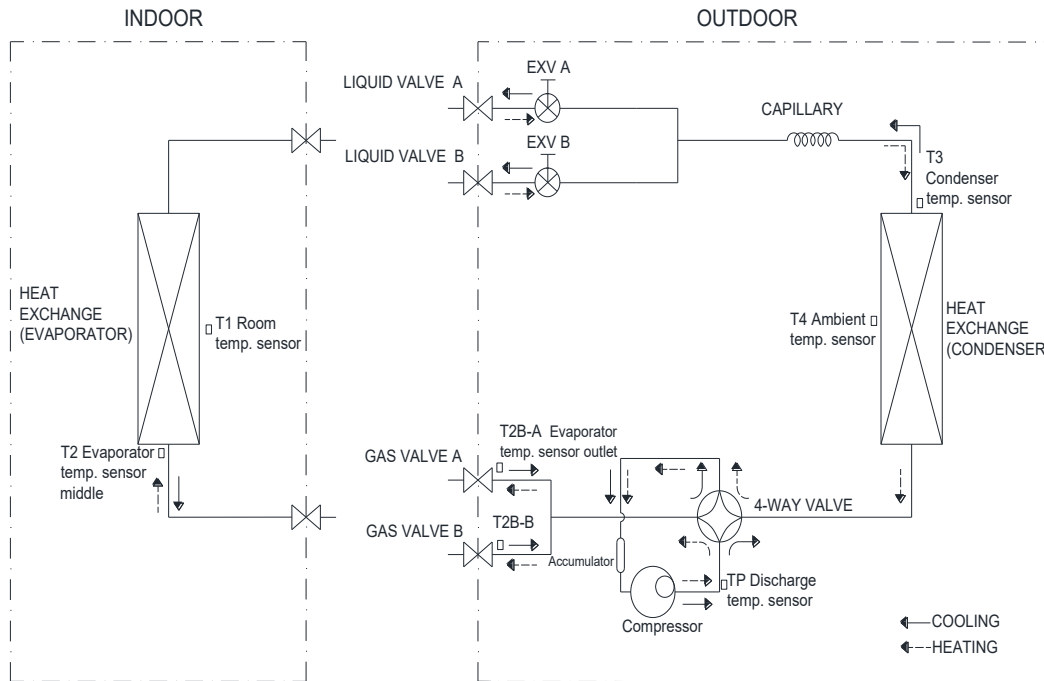 INDOOR
OUTDOOR
LIQUID VALVE A
EXV A
CAPILLARY
LIQUID VALVE B
EXV B
T3
Condenser
temp. sensor
HEAT
EXCHANGE
(EVAPORATOR)
T1 Room
temp. sensor
T4 Ambient
temp. sensor
HEAT
EXCHANGE
(CONDENSER
T2 Evaporator
temp. sensor
middle
GAS VALVE A
T2B-A Evaporator
temp. sensor outlet
4-WAY VALVE
GAS VALVE B
T2B-B
Accumulator
TP Discharge
temp. sensor
Compressor
COOLING
HEATING